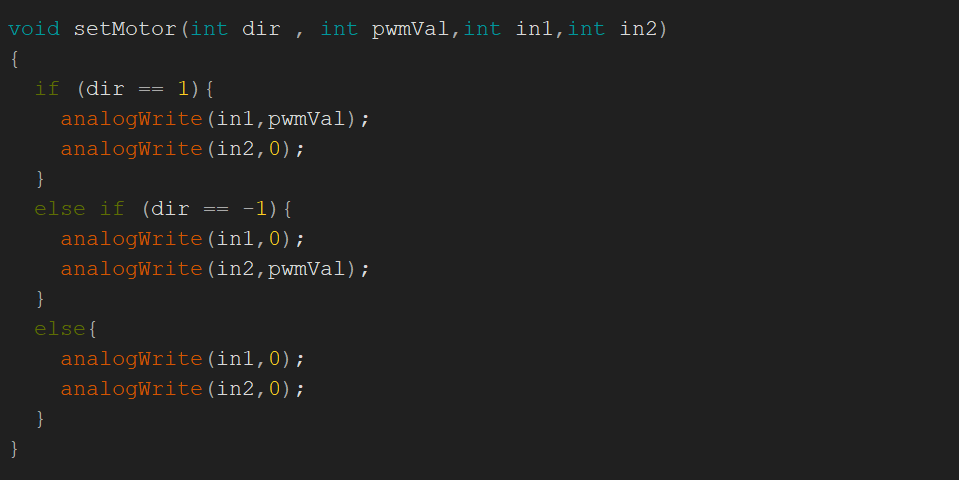 void setMotor(int dir , int pwmVal,int in1,int in2)
{
  if (dir == 1){
    analogWrite(in1,pwmVal);
    analogWrite(in2,0);
  }
  else if (dir == -1){
    analogWrite(in1,0);
    analogWrite(in2,pwmVal);
  }
  else{
    analogWrite(in1,0);
    analogWrite(in2,0);
  }
}